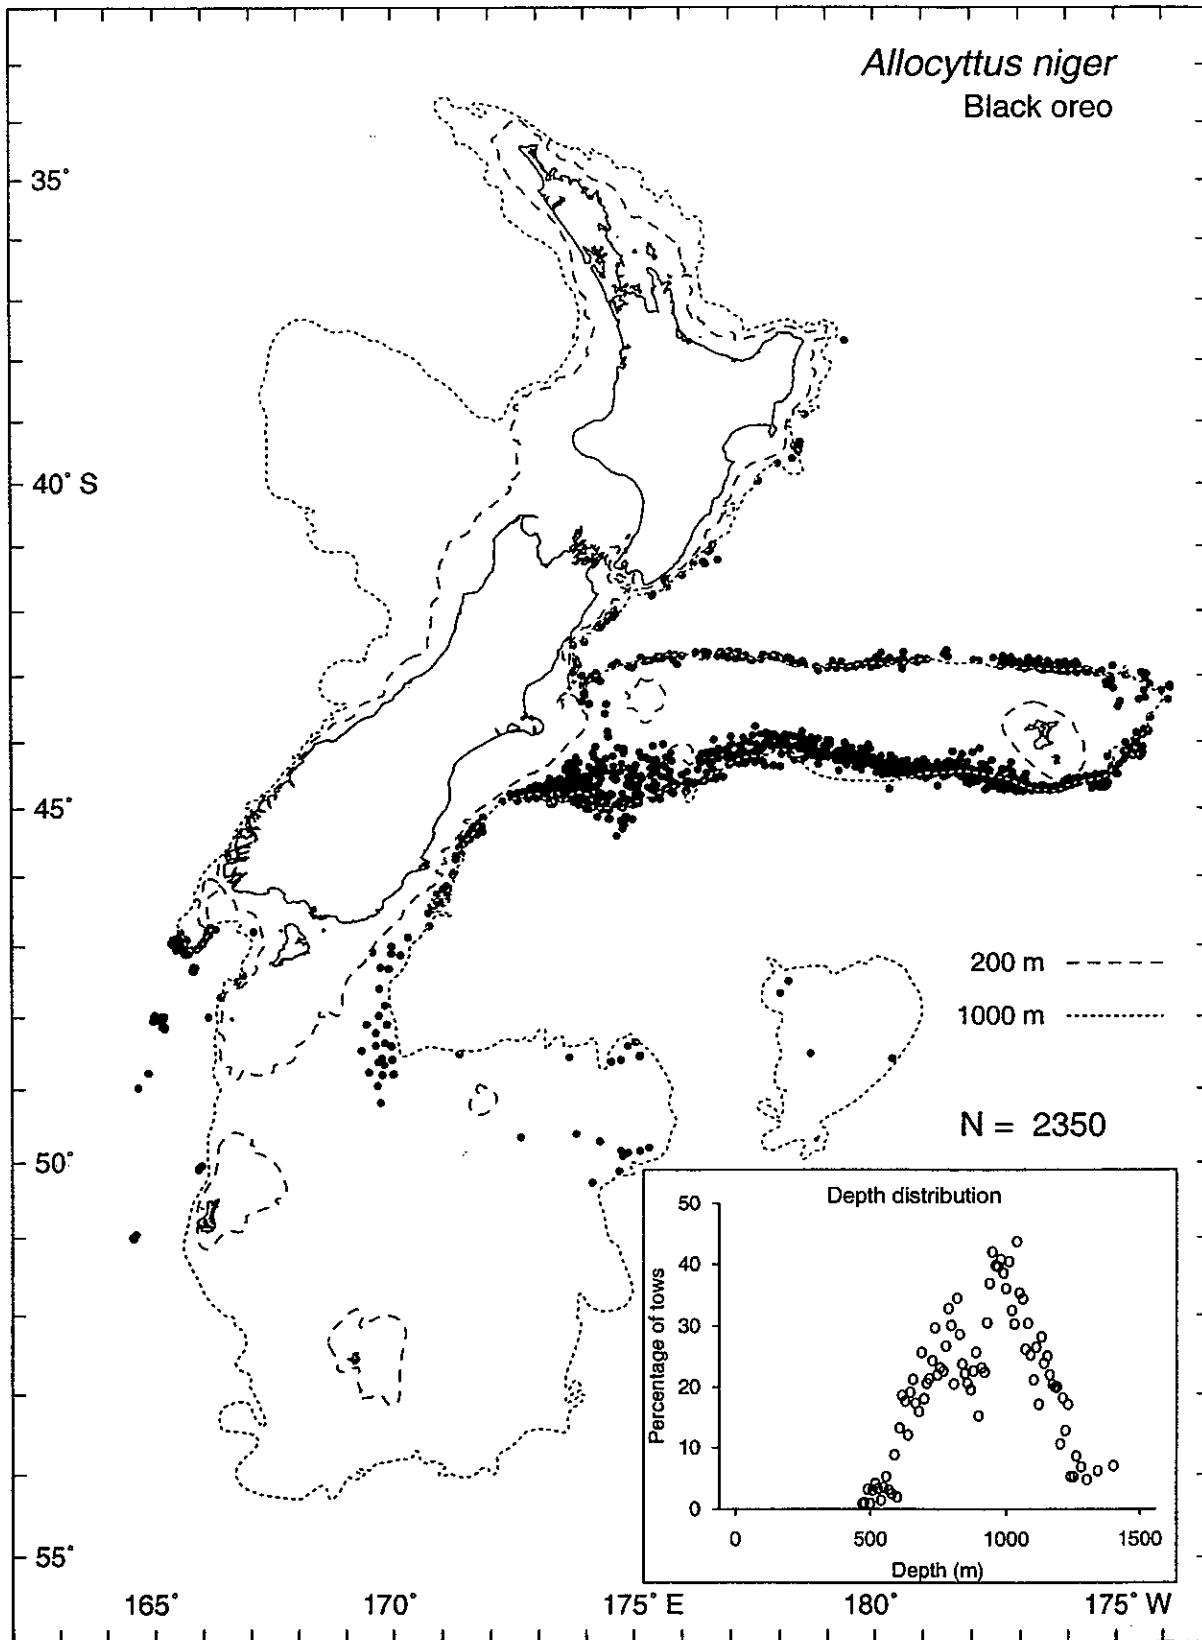 Allocyttus niger
Black oreo
35°
40° S
45°
200 m
1000 m
N = 2350
50°
Depth distribution
50
40
30
20
10
0
Percentage of tows
0 500 1000 1500
Depth (m)
55°
165° 170° 175° E 180° 175° W